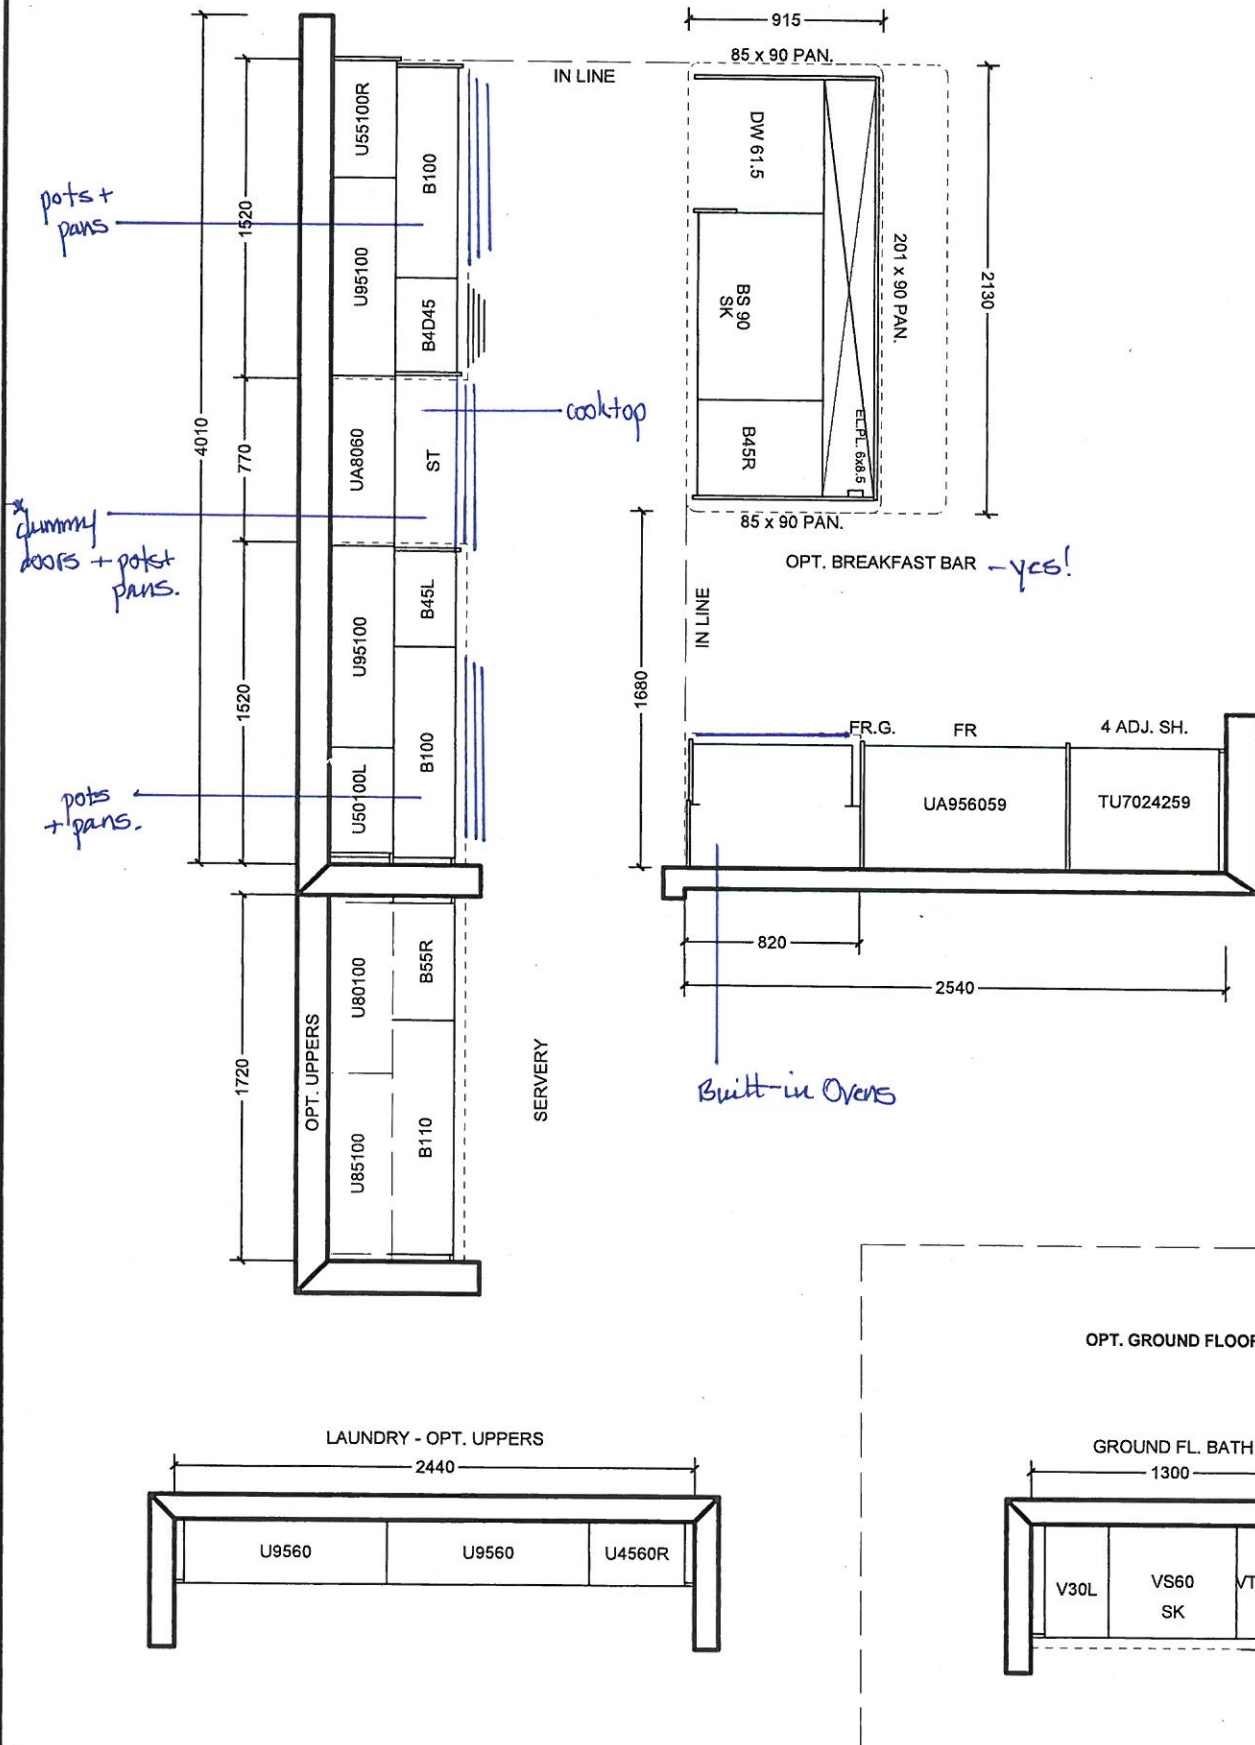 915
85 x 90 PAN.
IN LINE
U55100R
B100
DW 61.5
pots +
pans
1520
4010
U95100
B4D45
BS 90
SK
201 x 90 PAN.
2130
cooktop
770
UA8060
ST
B45R
EL.PL. 6x8.5
* dummy
doors + pots+
pans.
85 x 90 PAN.
OPT. BREAKFAST BAR - yes!
IN LINE
B45L
U95100
1520
1680
B100
U50100L
pots
+ pans.
FR.G.
FR
4 ADJ. SH.
UA956059
TU7024259
820
2540
Built-in Ovens
1720
OPT. UPPERS
U80100
B55R
U85100
B110
SERVERY
OPT. GROUND FLOOR
LAUNDRY - OPT. UPPERS
2440
U9560
U9560
U4560R
GROUND FL. BATH
1300
V30L
VS60
SK
VT